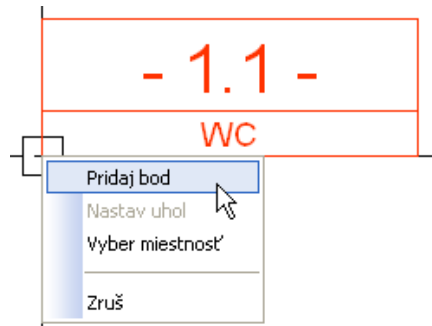 - 1.1 -
WC
Pridaj bod
Nastav uhol
Vyber miestnosť
Zruš